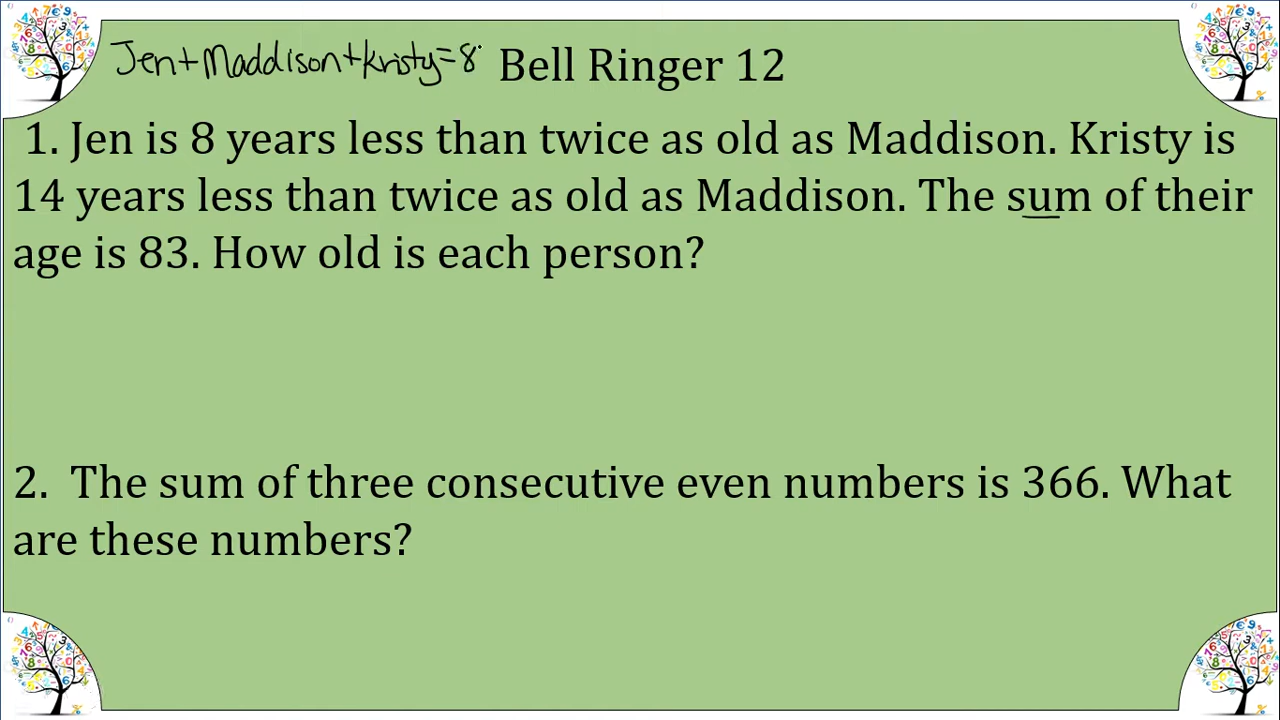 Jen+Maddison+Kristy=8 Bell Ringer 12
1. Jen is 8 years less than twice as old as Maddison. Kristy is
14 years less than twice as old as Maddison. The sum of their
age is 83. How old is each person?
2. The sum of three consecutive even numbers is 366. What
are these numbers?